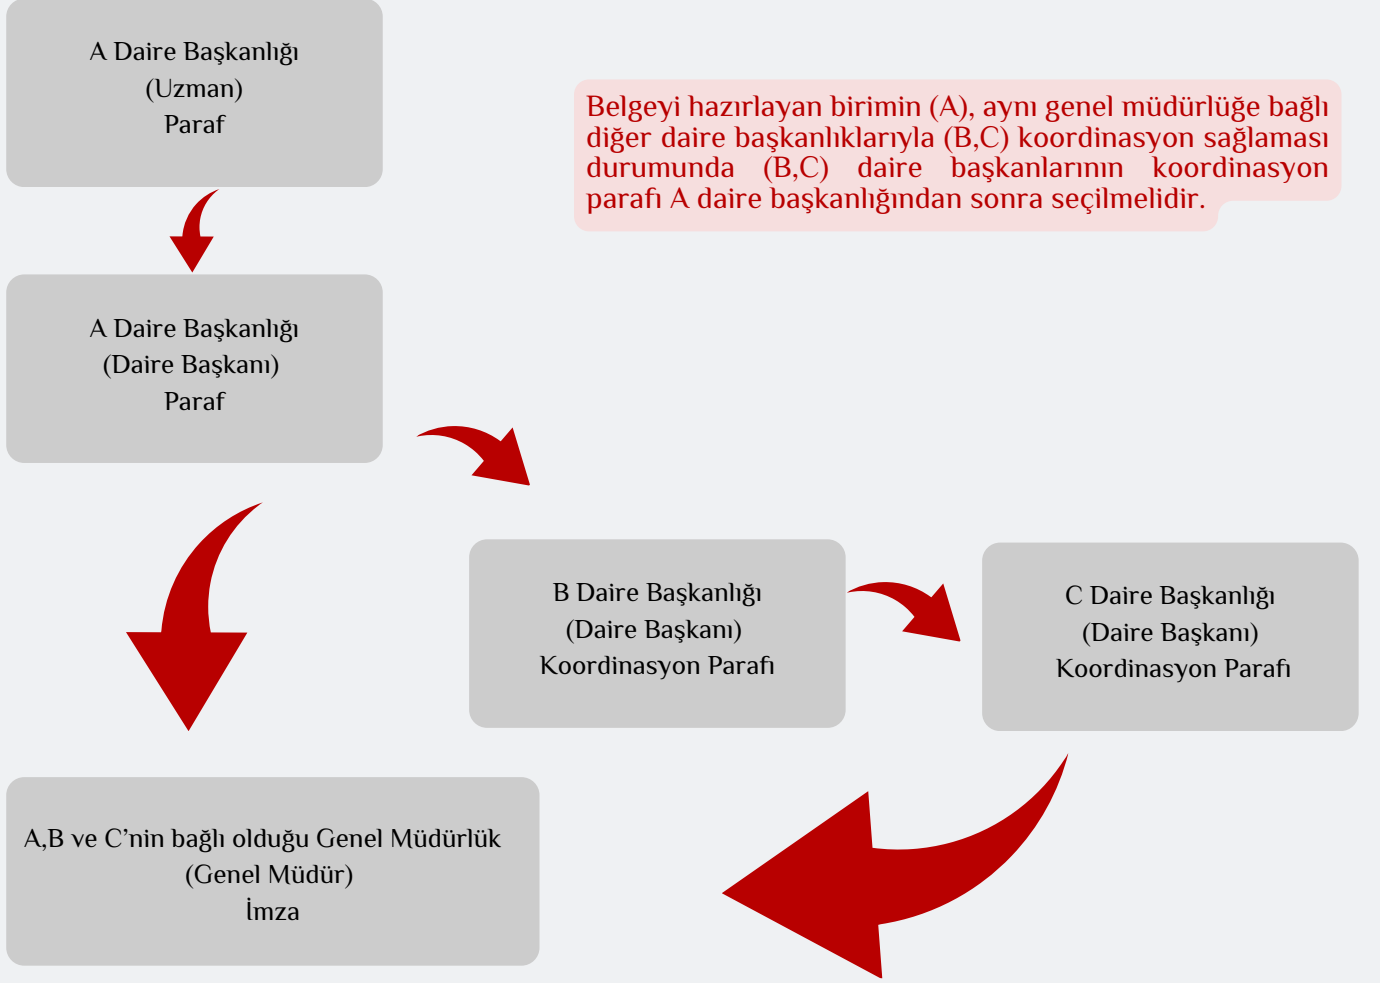 A Daire Başkanlığı
(Uzman)
Paraf
Belgeyi hazırlayan birimin (A), aynı genel müdürlüğe bağlı
diğer daire başkanlıklarıyla (B,C) koordinasyon sağlaması
durumunda (B,C) daire başkanlarının koordinasyon
parafı A daire başkanlığından sonra seçilmelidir.
A Daire Başkanlığı
(Daire Başkanı)
Paraf
B Daire Başkanlığı
(Daire Başkanı)
Koordinasyon Parafı
C Daire Başkanlığı
(Daire Başkanı)
Koordinasyon Parafı
A,B ve C’nin bağlı olduğu Genel Müdürlük
(Genel Müdür)
İmza